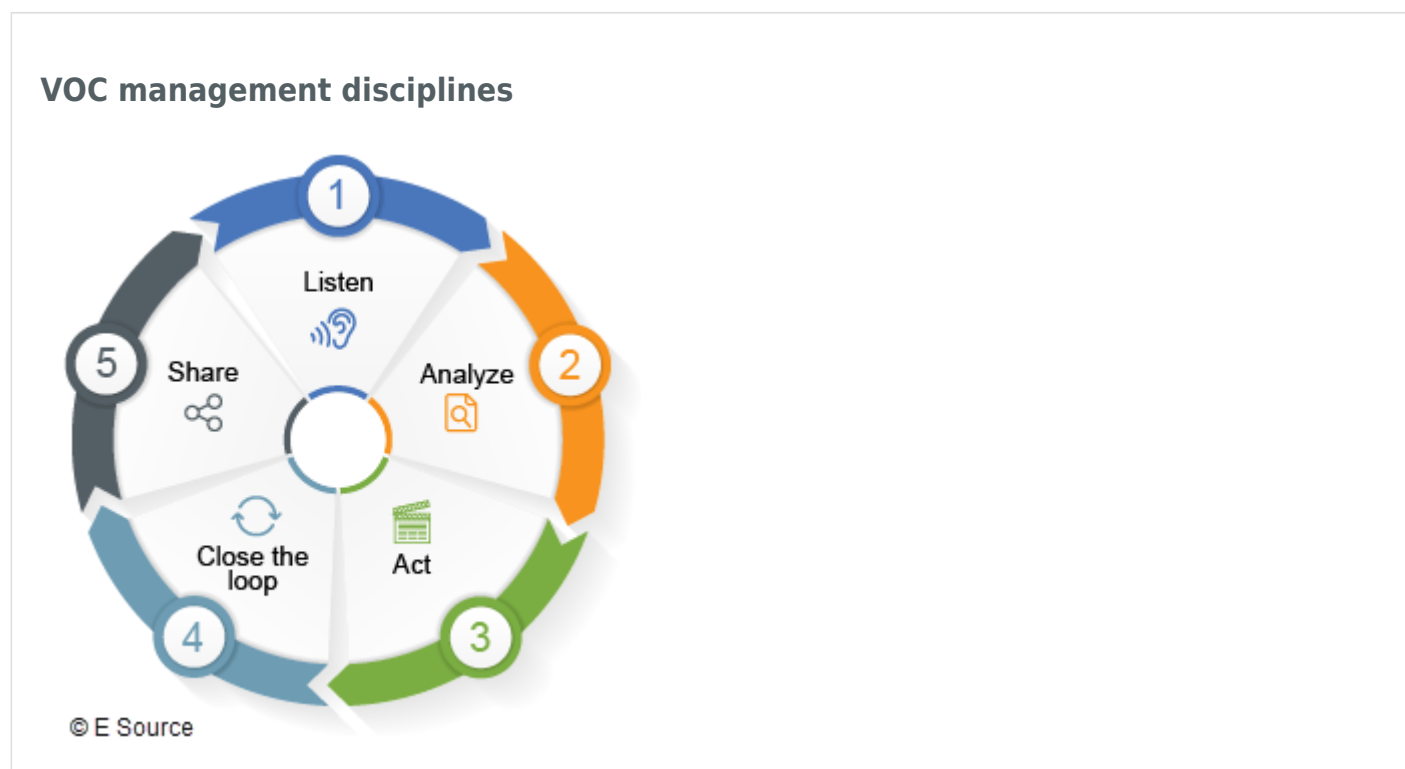 VOC management disciplines
1
Listen
2
Analyze
3
Act
4
Close the
loop
5
Share
© E Source